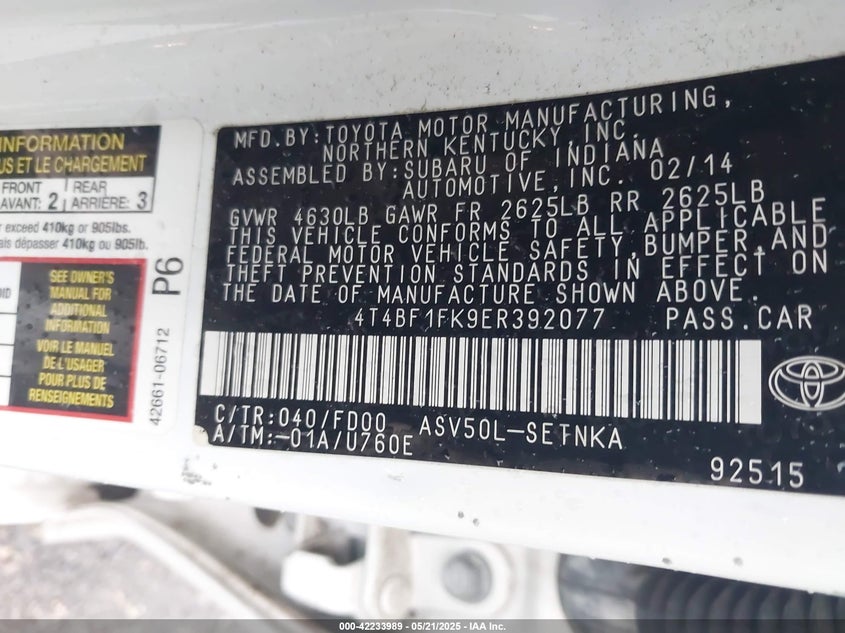 INFORMATION
US ET LE CHARGEMENT
FRONT
AVANT: 2
REAR
ARRIÈRE: 3
exceed 410kg or 905lbs.
dépasser 410kg ou 905lb.
SEE OWNER'S
MANUAL FOR
ADDITIONAL
INFORMATION
VOIR LE MANUEL
DE L'USAGER
POUR PLUS DE
RENSEIGNEMENTS
P6
42661-06712
MFD.BY:TOYOTA MOTOR MANUFACTURING,
NORTHERN KENTUCKY,INC.
ASSEMBLED BY:SUBARU OF INDIANA
AUTOMOTIVE,INC. 02/14
GVWR 4630LB GAWR FR 2625LB RR 2625LB
THIS VEHICLE CONFORMS TO ALL APPLICABLE
FEDERAL MOTOR VEHICLE SAFETY,BUMPER,AND
THEFT PREVENTION STANDARDS IN EFFECT ON
THE DATE OF MANUFACTURE SHOWN ABOVE.
4T4BF1FK9ER392077 PASS.CAR
C/TR:040/FD00 ASV50L-SETNKA
A/TM:-01A/U760E
92515
000-42233989 - 05/21/2025 - IAA Inc.